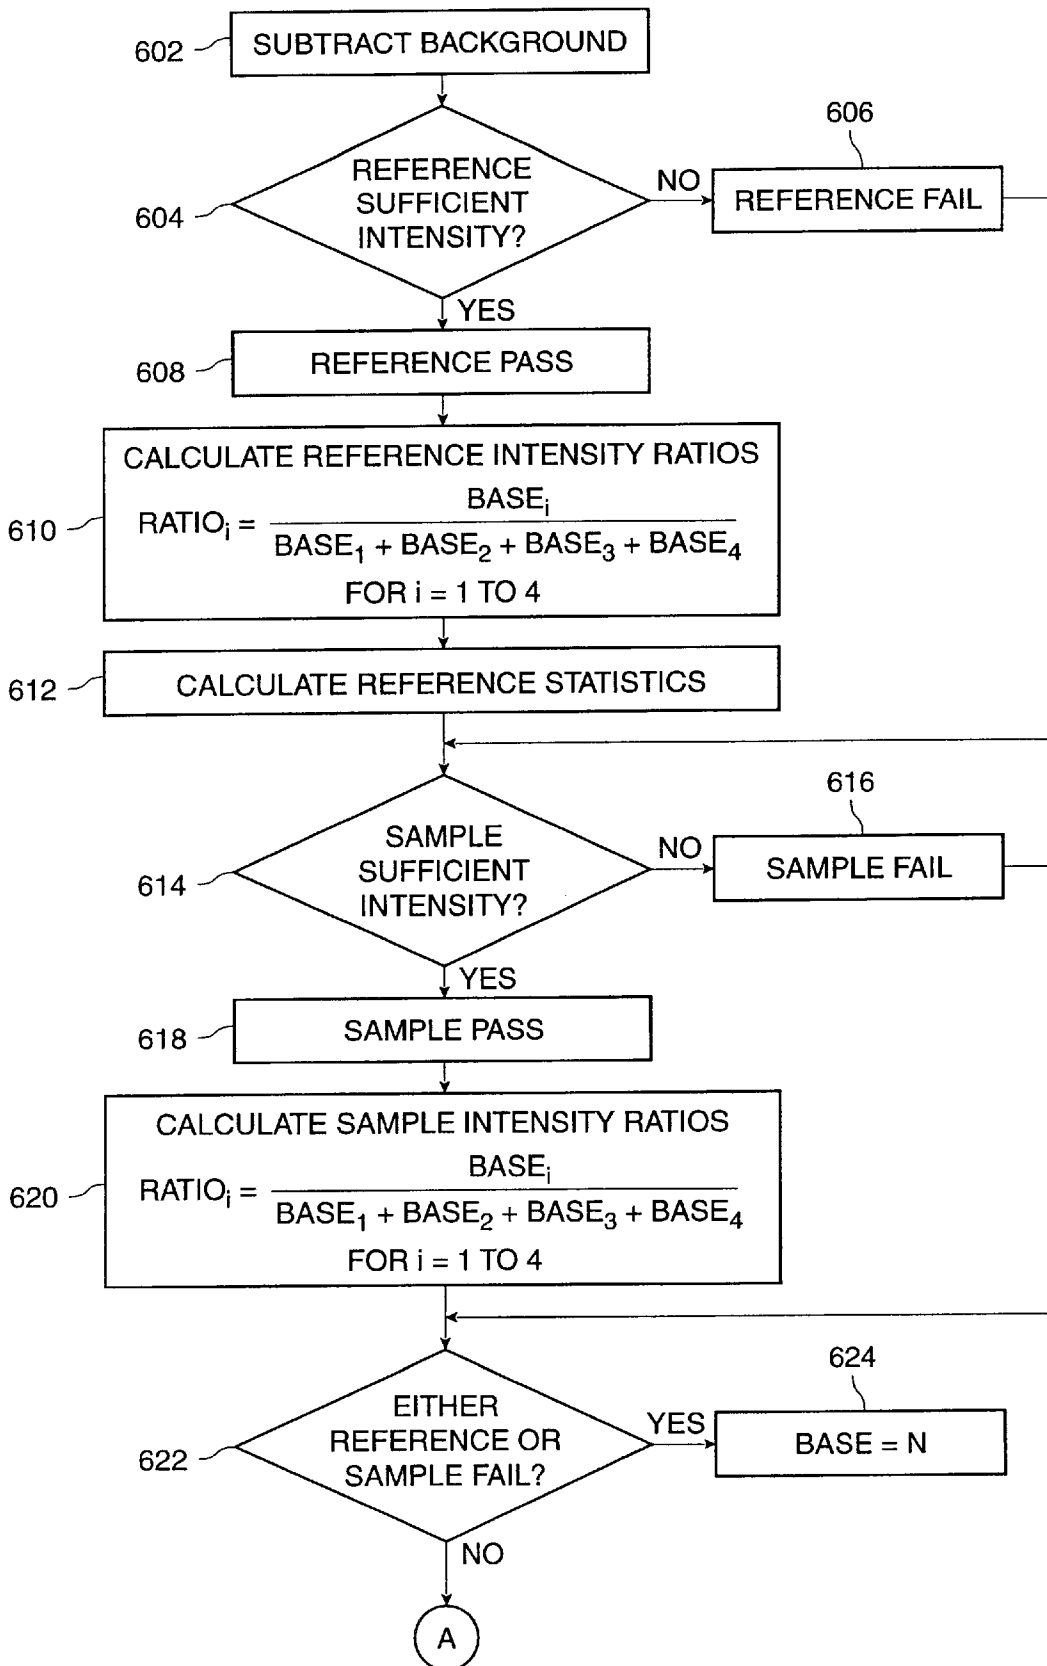 602
SUBTRACT BACKGROUND
606
604
REFERENCE
SUFFICIENT
INTENSITY?
NO
REFERENCE FAIL
YES
608
REFERENCE PASS
610
CALCULATE REFERENCE INTENSITY RATIOS
RATIOi = BASEi
BASE1 + BASE2 + BASE3 + BASE4
FOR i = 1 TO 4
612
CALCULATE REFERENCE STATISTICS
616
614
SAMPLE
SUFFICIENT
INTENSITY?
NO
SAMPLE FAIL
YES
618
SAMPLE PASS
620
CALCULATE SAMPLE INTENSITY RATIOS
RATIOi = BASEi
BASE1 + BASE2 + BASE3 + BASE4
FOR i = 1 TO 4
624
622
EITHER
REFERENCE OR
SAMPLE FAIL?
YES
BASE = N
NO
A